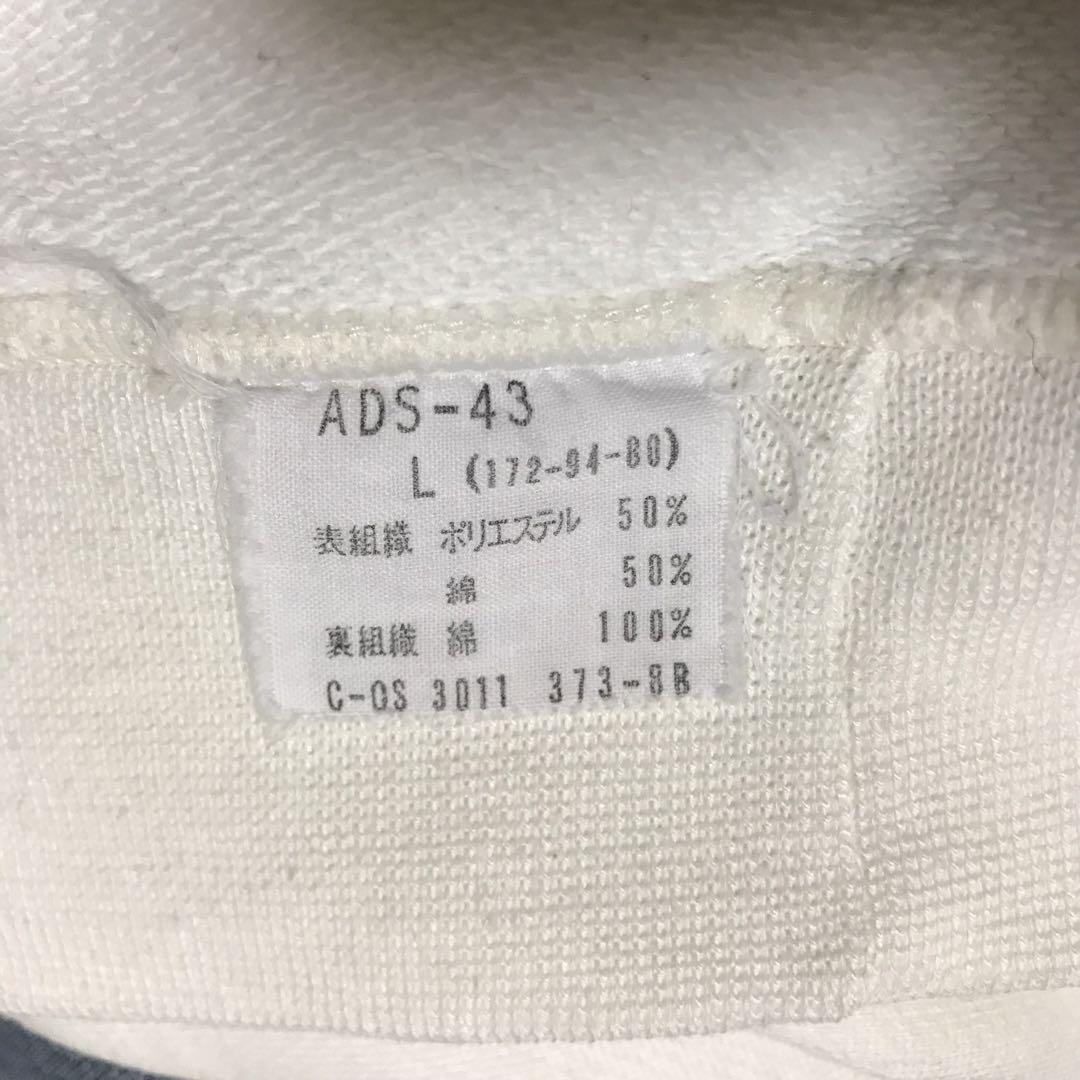 ADS-43
L (172-94-80)
表組織 ポリエステル 50%
綿 50%
裏組織 綿 100%
C-OS 3011 373-8B